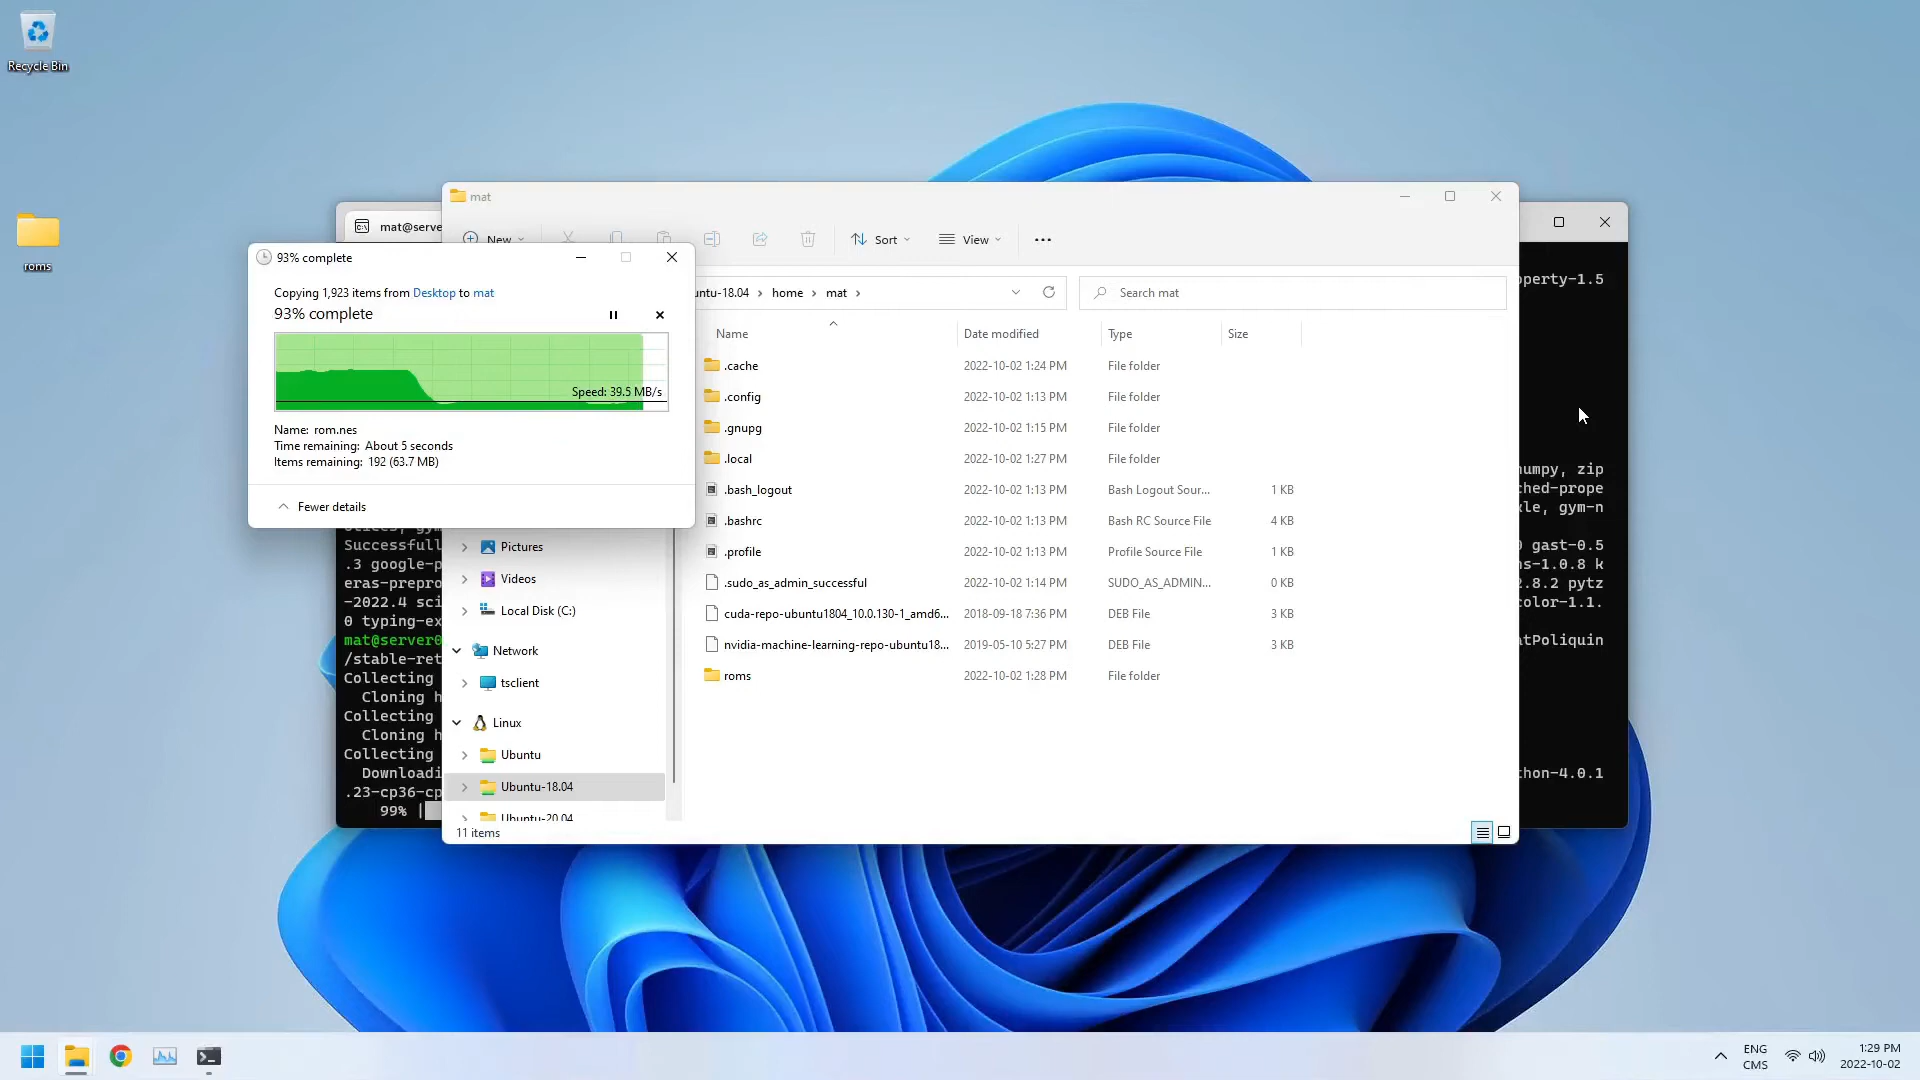 Recycle Bin
roms
mat@serve
mat
New
Sort
View
ntu-18.04
home
mat
Search mat
Name
Date modified
Type
Size
.cache
2022-10-02 1:24 PM
File folder
.config
2022-10-02 1:13 PM
File folder
.gnupg
2022-10-02 1:15 PM
File folder
.local
2022-10-02 1:27 PM
File folder
.bash_logout
2022-10-02 1:13 PM
Bash Logout Sour...
1 KB
.bashrc
2022-10-02 1:13 PM
Bash RC Source File
4 KB
.profile
2022-10-02 1:13 PM
Profile Source File
1 KB
.sudo_as_admin_successful
2022-10-02 1:14 PM
SUDO_AS_ADMIN...
0 KB
cuda-repo-ubuntu1804_10.0.130-1_amd6...
2018-09-18 7:36 PM
DEB File
3 KB
nvidia-machine-learning-repo-ubuntu18...
2019-05-10 5:27 PM
DEB File
3 KB
roms
2022-10-02 1:28 PM
File folder
Pictures
Videos
Local Disk (C:)
Network
tsclient
Linux
Ubuntu
Ubuntu-18.04
Ubuntu-20.04
11 items
93% complete
Copying 1,923 items from Desktop to mat
93% complete
Speed: 39.5 MB/s
Name: rom.nes
Time remaining: About 5 seconds
Items remaining: 192 (63.7 MB)
Fewer details
Successfull
.3 google-p
eras-prepro
-2022.4 sci
0 typing-ex
mat@server0
/stable-ret
Collecting
Cloning h
Collecting
Cloning h
Collecting
Downloadi
.23-cp36-cp
99% |
operty-1.5
numpy, zip
ched-prope
kle, gym-n
0 gast-0.5
ns-1.0.8 k
2.8.2 pytz
color-1.1.
atPoliquin
thon-4.0.1
ENG
CMS
1:29 PM
2022-10-02